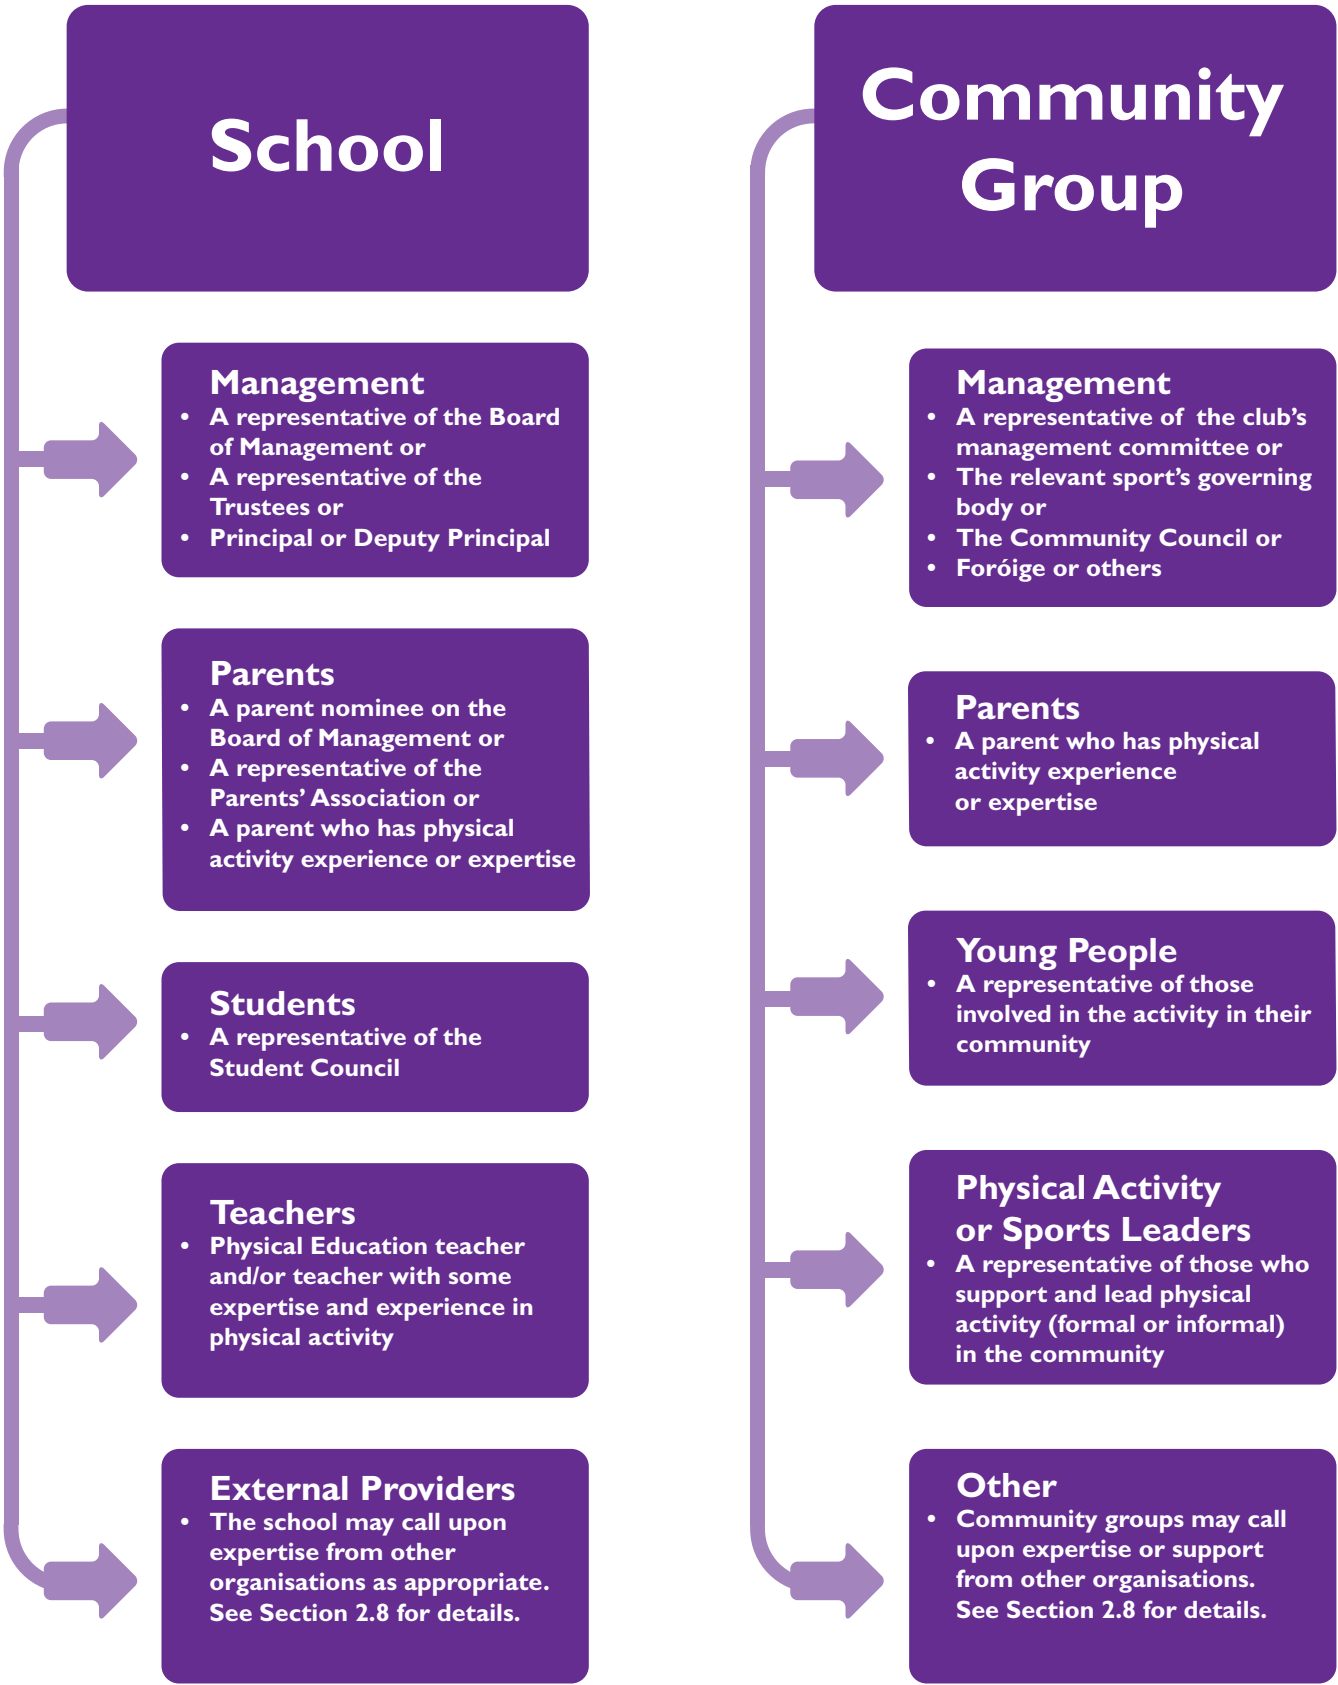 School
Management
• A representative of the Board
of Management or
• A representative of the
Trustees or
• Principal or Deputy Principal
Parents
• A parent nominee on the
Board of Management or
• A representative of the
Parents’ Association or
• A parent who has physical
activity experience or expertise
Students
• A representative of the
Student Council
Teachers
• Physical Education teacher
and/or teacher with some
expertise and experience in
physical activity
External Providers
• The school may call upon
expertise from other
organisations as appropriate.
See Section 2.8 for details.
Community
Group
Management
• A representative of the club’s
management committee or
• The relevant sport’s governing
body or
• The Community Council or
• Foróige or others
Parents
• A parent who has physical
activity experience
or expertise
Young People
• A representative of those
involved in the activity in their
community
Physical Activity
or Sports Leaders
• A representative of those who
support and lead physical
activity (formal or informal)
in the community
Other
• Community groups may call
upon expertise or support
from other organisations.
See Section 2.8 for details.